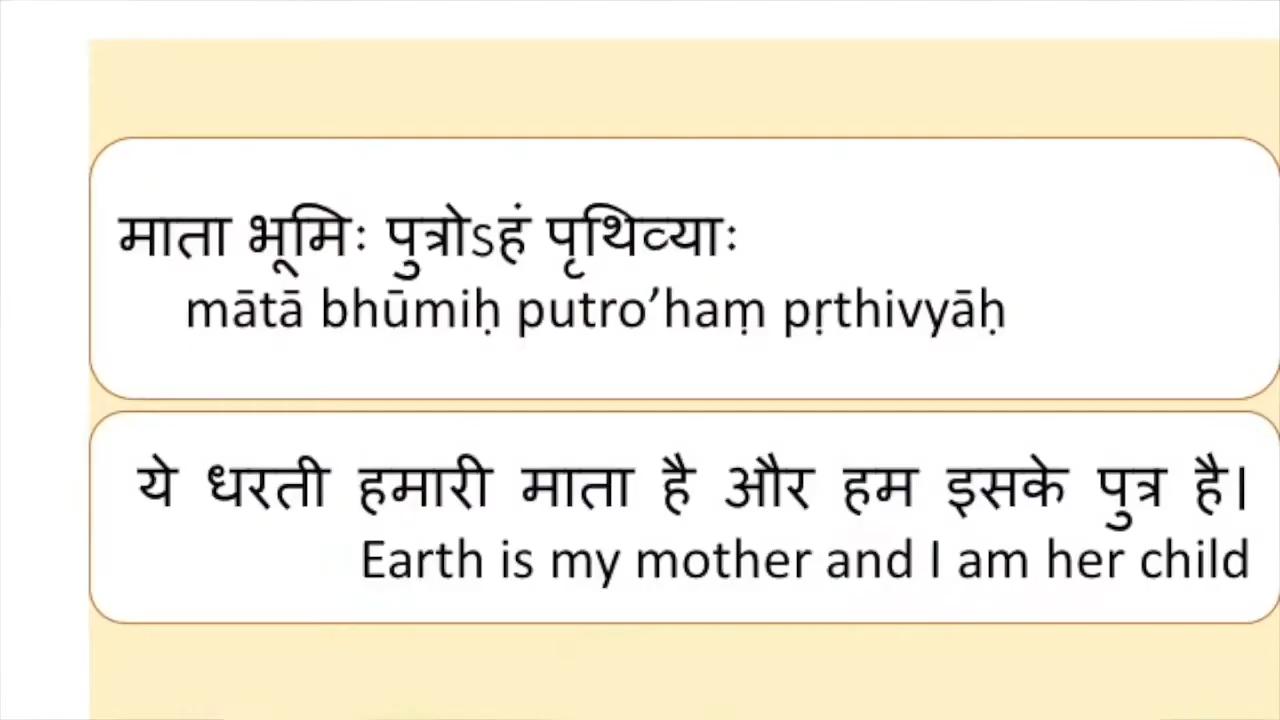 माता भूमिः पुत्रोऽहं पृथिव्याः
mātā bhūmiḥ putro’haṃ pṛthivyāḥ
ये धरती हमारी माता है और हम इसके पुत्र है।
Earth is my mother and I am her child